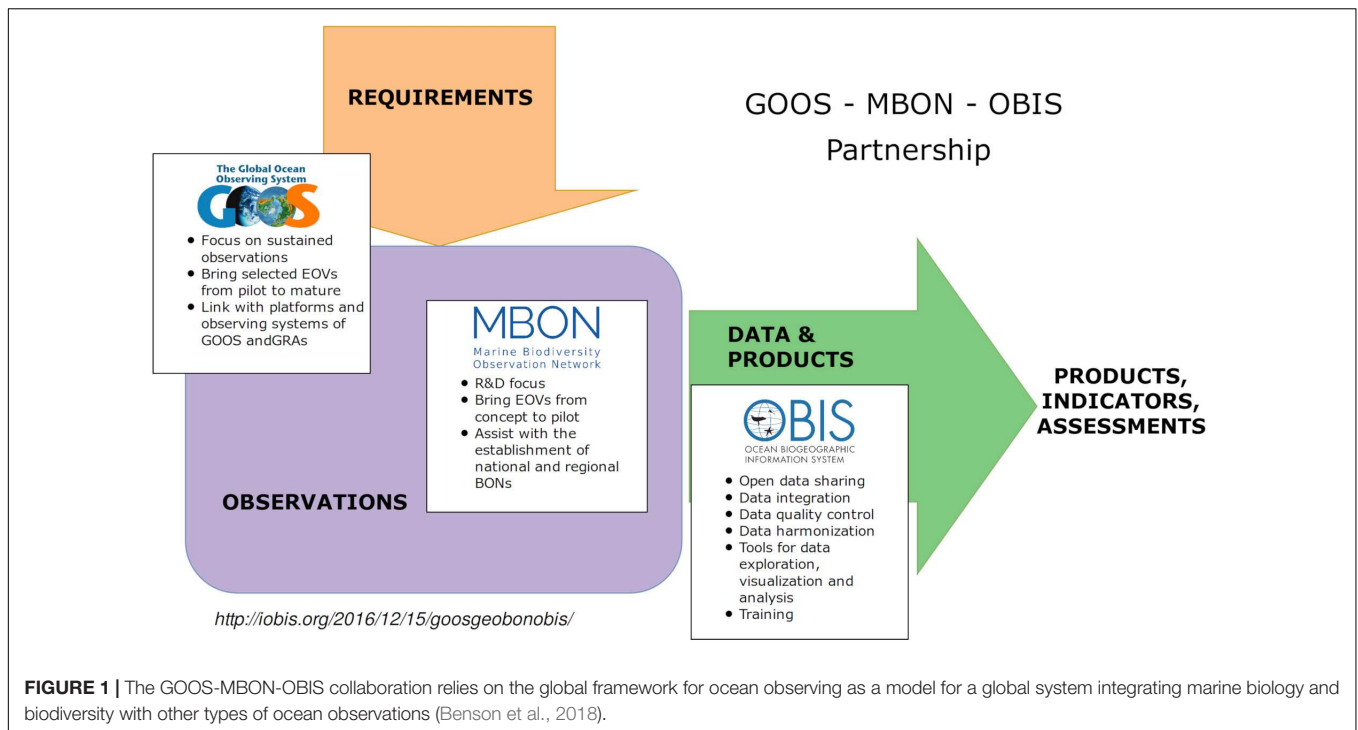 REQUIREMENTS
GOOS - MBON - OBIS
Partnership
The Global Ocean
Observing System
GOOS
• Focus on sustained
observations
• Bring selected EOVs
from pilot to mature
• Link with platforms and
observing systems of
GOOS andGRAs
MBON
Marine Biodiversity
Observation Network
• R&D focus
• Bring EOVs from
concept to pilot
• Assist with the
establishment of
national and regional
BONs
OBSERVATIONS
DATA &
PRODUCTS
OBIS
OCEAN BIOGEOGRAPHIC
INFORMATION SYSTEM
• Open data sharing
• Data integration
• Data quality control
• Data harmonization
• Tools for data
exploration,
visualization and
analysis
• Training
PRODUCTS,
INDICATORS,
ASSESSMENTS
http://iobis.org/2016/12/15/goosgeobonobis/
FIGURE 1 | The GOOS-MBON-OBIS collaboration relies on the global framework for ocean observing as a model for a global system integrating marine biology and
biodiversity with other types of ocean observations (Benson et al., 2018).